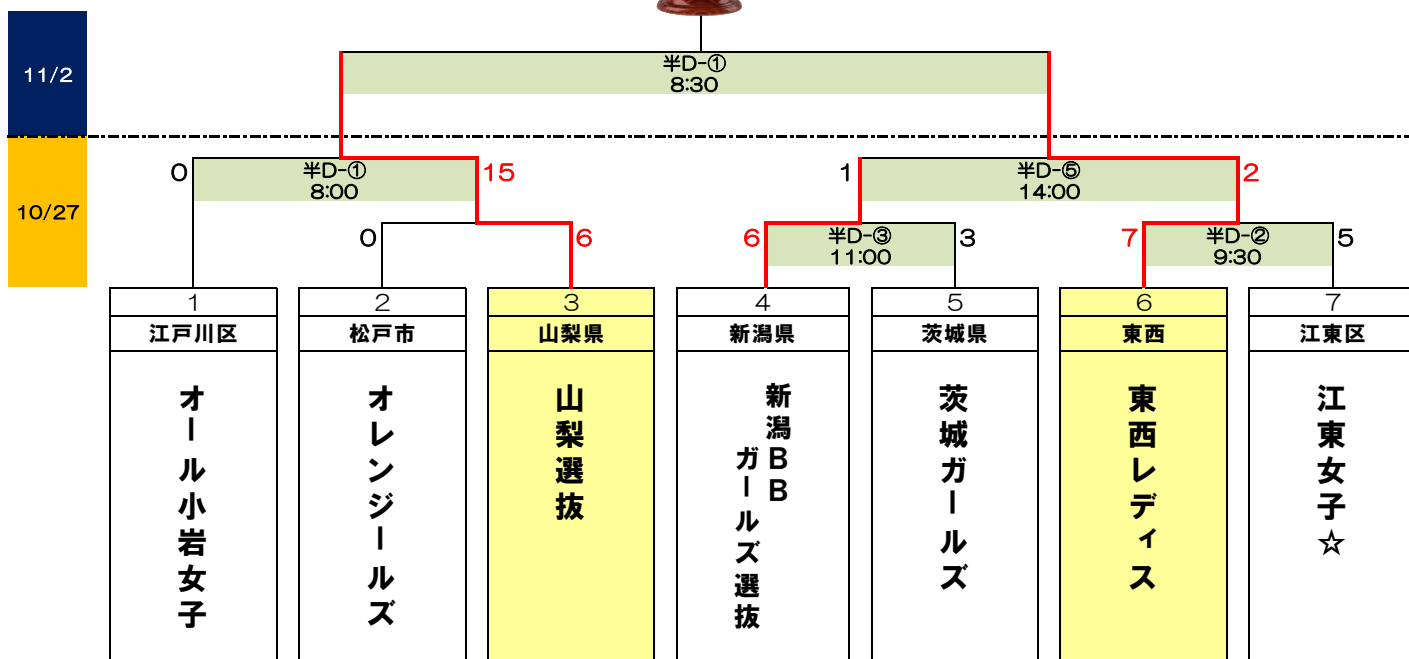 11/2
半D-①
8:30
10/27
0
半D-①
8:00
15
1
半D-⑤
14:00
2
0
6
6
半D-③
11:00
3
7
半D-②
9:30
5
1
2
3
4
5
6
7
江戸川区
松戸市
山梨県
新潟県
茨城県
東西
江東区
オール小岩女子
オレンジールズ
山梨選抜
新潟BB
ガールズ選抜
茨城ガールズ
東西レディス
江東女子☆